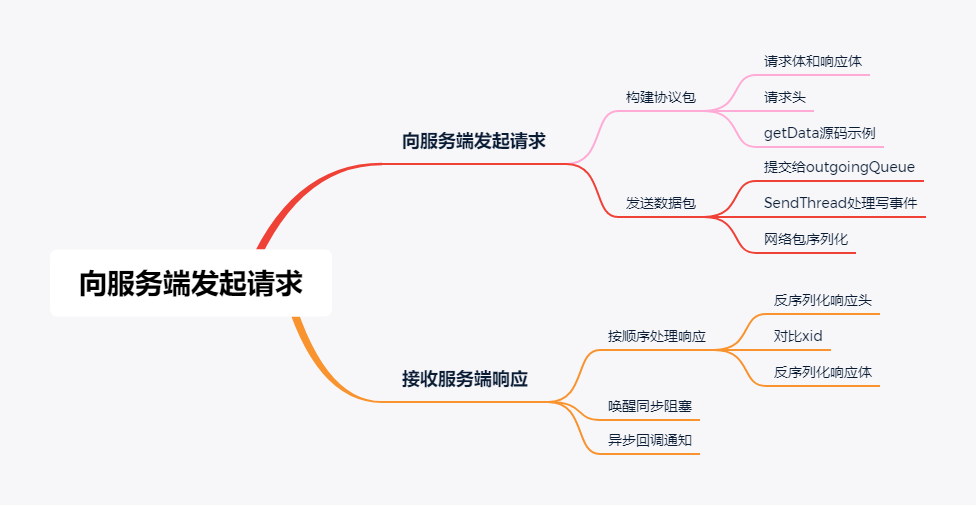 向服务端发起请求
向服务端发起请求
构建协议包
请求体和响应体
请求头
getData源码示例
发送数据包
提交给outgoingQueue
SendThread处理写事件
网络包序列化
接收服务端响应
按顺序处理响应
反序列化响应头
对比xid
反序列化响应体
唤醒同步阻塞
异步回调通知